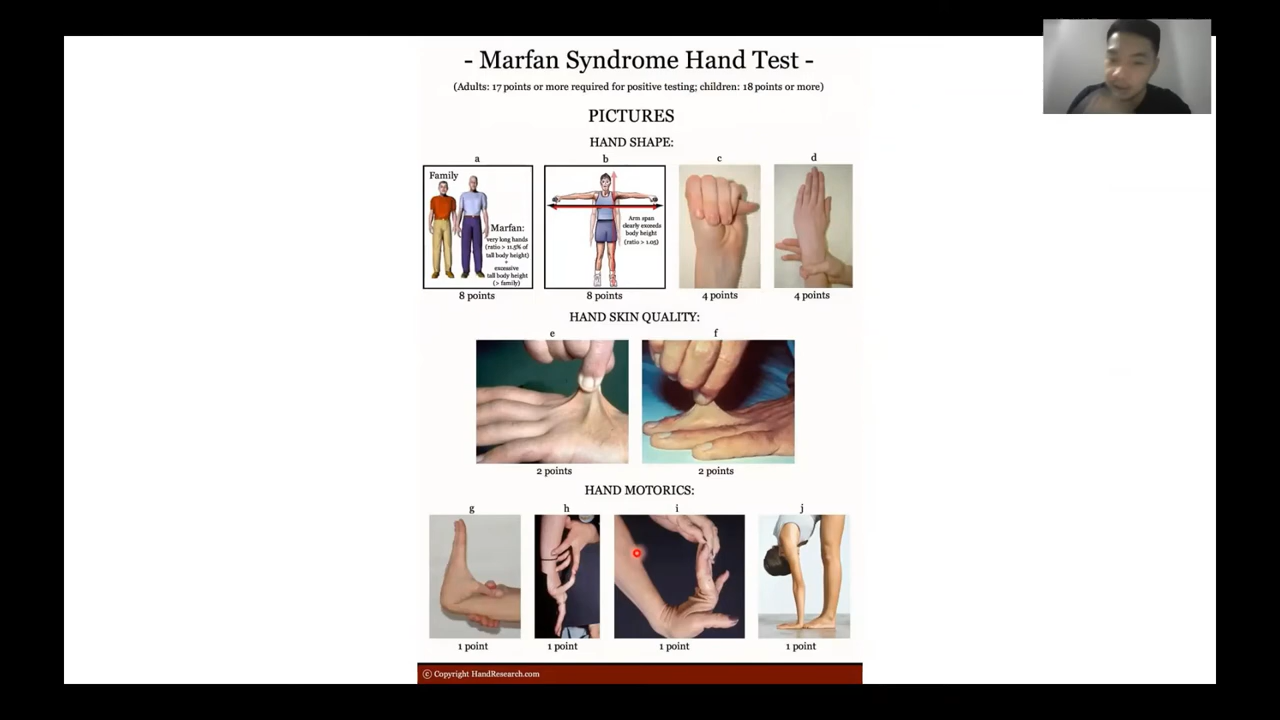 - Marfan Syndrome Hand Test -
(Adults: 17 points or more required for positive testing; children: 18 points or more)
PICTURES
HAND SHAPE:
a
b
c
d
Family
Marfan:
very long hands
(ratio > 11.5% of
tall body height)
+
excessive
tall body height
(> family)
Arm span
clearly exceeds
body height
(ratio > 1.05)
8 points
8 points
4 points
4 points
HAND SKIN QUALITY:
e
f
2 points
2 points
HAND MOTORICS:
g
h
i
j
1 point
1 point
1 point
1 point
© Copyright HandResearch.com